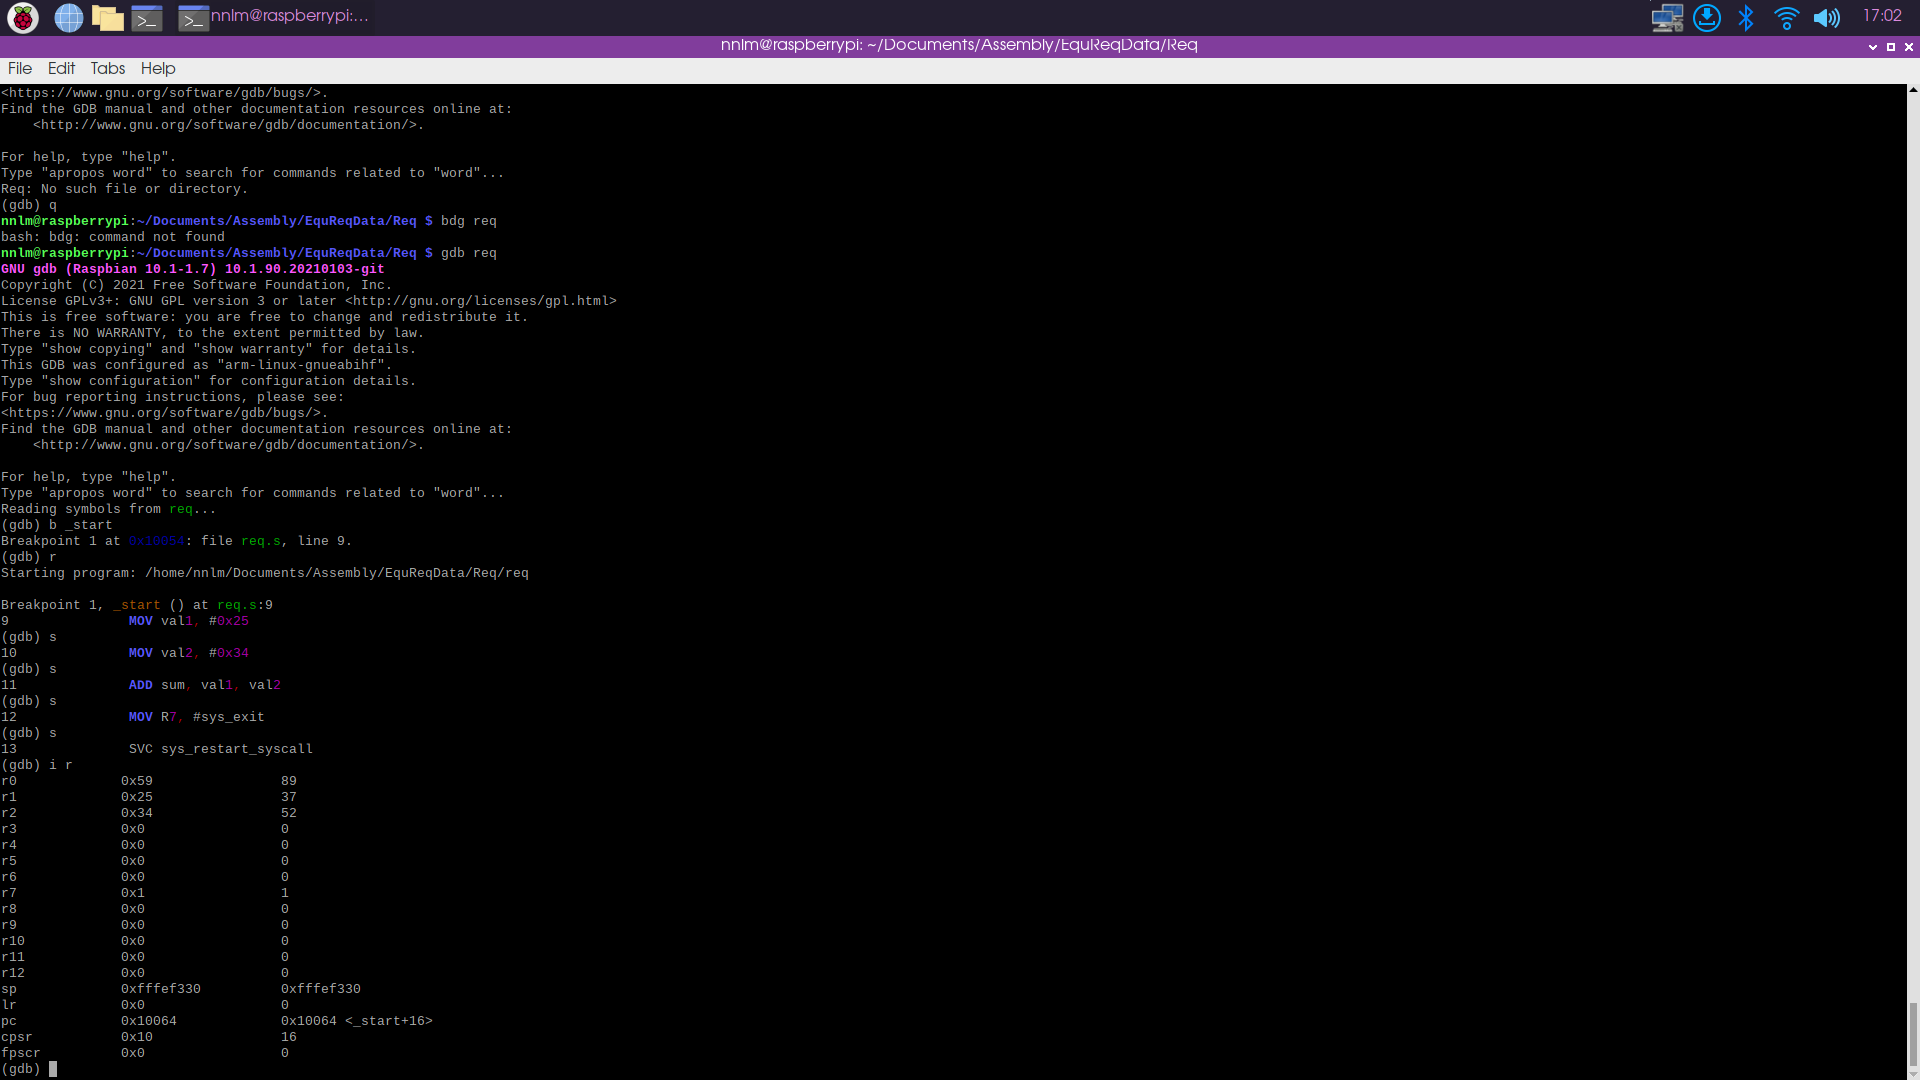 nnlm@raspberrypi:...
17:02
nnlm@raspberrypi: ~/Documents/Assembly/EquReqData/Req
File Edit Tabs Help
<https://www.gnu.org/software/gdb/bugs/>.
Find the GDB manual and other documentation resources online at:
    <http://www.gnu.org/software/gdb/documentation/>.

For help, type "help".
Type "apropos word" to search for commands related to "word"...
Req: No such file or directory.
(gdb) q
nnlm@raspberrypi:~/Documents/Assembly/EquReqData/Req $ bdg req
bash: bdg: command not found
nnlm@raspberrypi:~/Documents/Assembly/EquReqData/Req $ gdb req
GNU gdb (Raspbian 10.1-1.7) 10.1.90.20210103-git
Copyright (C) 2021 Free Software Foundation, Inc.
License GPLv3+: GNU GPL version 3 or later <http://gnu.org/licenses/gpl.html>
This is free software: you are free to change and redistribute it.
There is NO WARRANTY, to the extent permitted by law.
Type "show copying" and "show warranty" for details.
This GDB was configured as "arm-linux-gnueabihf".
Type "show configuration" for configuration details.
For bug reporting instructions, please see:
<https://www.gnu.org/software/gdb/bugs/>.
Find the GDB manual and other documentation resources online at:
    <http://www.gnu.org/software/gdb/documentation/>.

For help, type "help".
Type "apropos word" to search for commands related to "word"...
Reading symbols from req...
(gdb) b _start
Breakpoint 1 at 0x10054: file req.s, line 9.
(gdb) r
Starting program: /home/nnlm/Documents/Assembly/EquReqData/Req/req

Breakpoint 1, _start () at req.s:9
9               MOV val1, #0x25
(gdb) s
10              MOV val2, #0x34
(gdb) s
11              ADD sum, val1, val2
(gdb) s
12              MOV R7, #sys_exit
(gdb) s
13              SVC sys_restart_syscall
(gdb) i r
r0             0x59                89
r1             0x25                37
r2             0x34                52
r3             0x0                 0
r4             0x0                 0
r5             0x0                 0
r6             0x0                 0
r7             0x1                 1
r8             0x0                 0
r9             0x0                 0
r10            0x0                 0
r11            0x0                 0
r12            0x0                 0
sp             0xfffef330          0xfffef330
lr             0x0                 0
pc             0x10064             0x10064 <_start+16>
cpsr           0x10                16
fpscr          0x0                 0
(gdb)